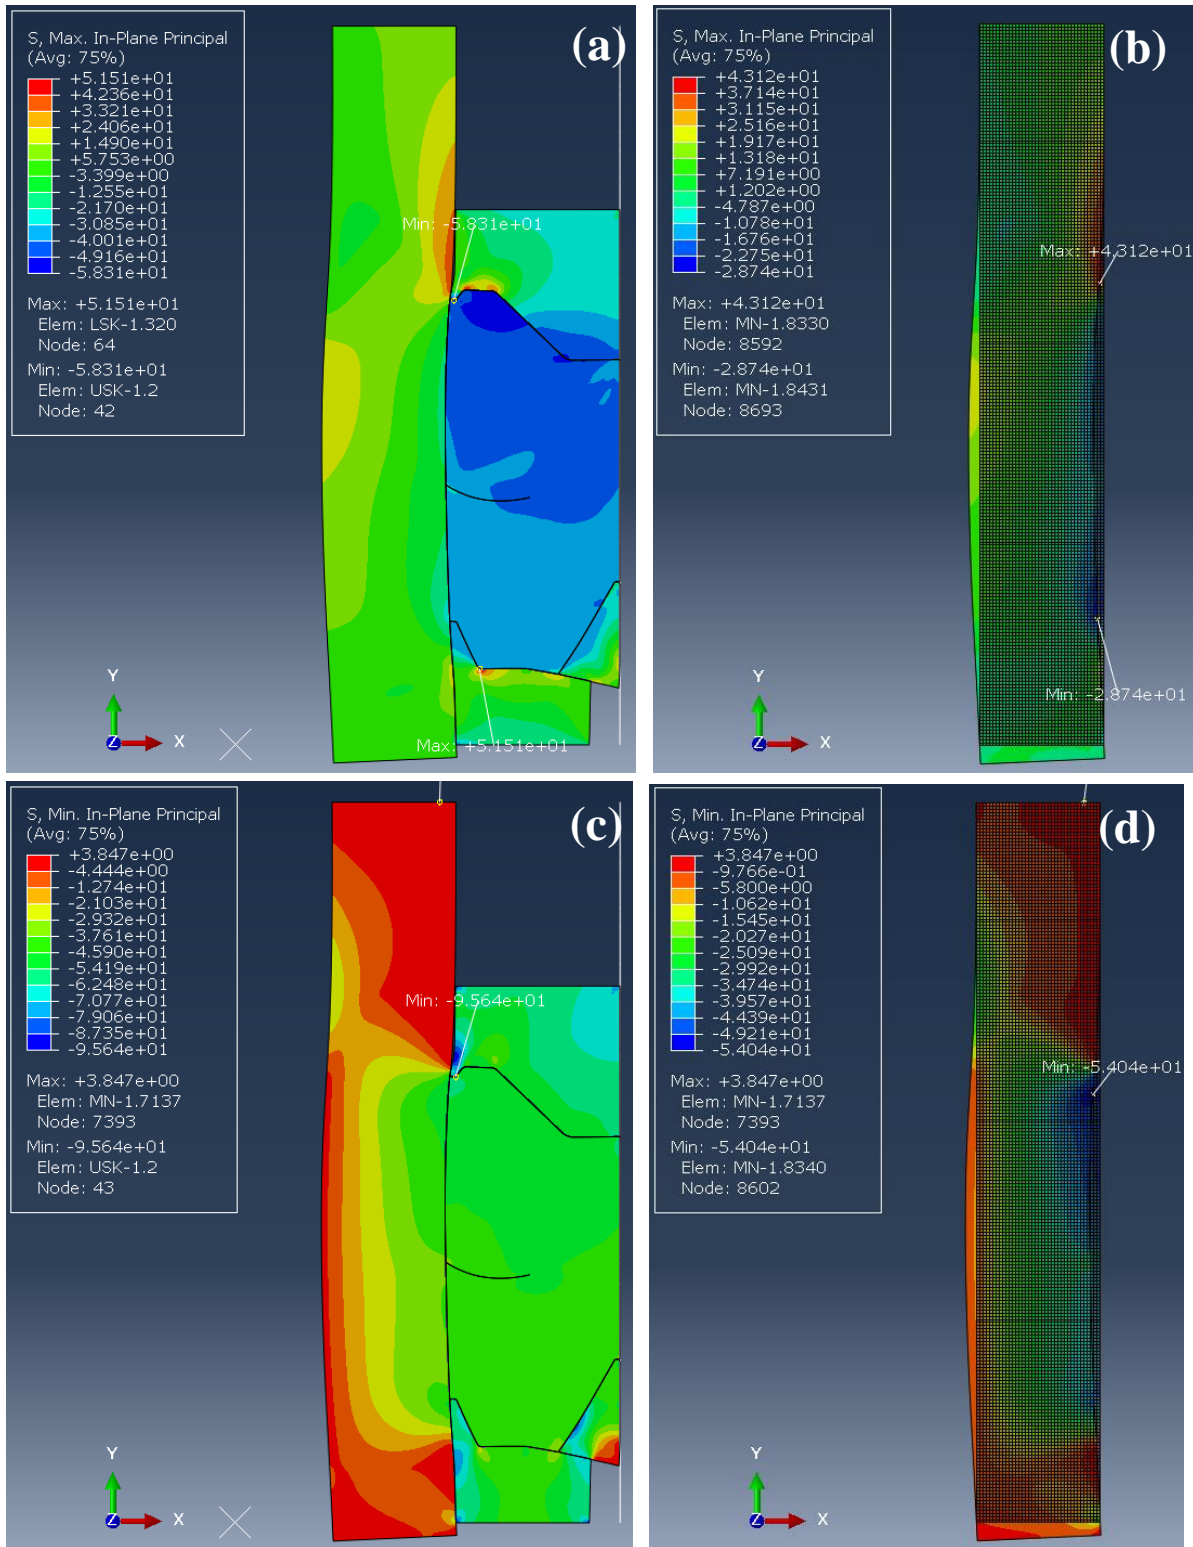 S, Max. In-Plane Principal
(Avg: 75%)
+5.151e+01
+4.236e+01
+3.321e+01
+2.406e+01
+1.490e+01
+5.753e+00
-3.399e+00
-1.255e+01
-2.170e+01
-3.085e+01
-4.001e+01
-4.916e+01
-5.831e+01
Max: +5.151e+01
Elem: LSK-1.320
Node: 64
Min: -5.831e+01
Elem: USK-1.2
Node: 42
(a)
Min: -5.831e+01
Max: +5.151e+01
Y
Z
X
S, Max. In-Plane Principal
(Avg: 75%)
+4.312e+01
+3.714e+01
+3.115e+01
+2.516e+01
+1.917e+01
+1.318e+01
+7.191e+00
+1.202e+00
-4.787e+00
-1.078e+01
-1.676e+01
-2.275e+01
-2.874e+01
Max: +4.312e+01
Elem: MN-1.8330
Node: 8592
Min: -2.874e+01
Elem: MN-1.8431
Node: 8693
(b)
Max: +4.312e+01
Min: -2.874e+01
Y
Z
X
S, Min. In-Plane Principal
(Avg: 75%)
+3.847e+00
-4.444e+00
-1.274e+01
-2.103e+01
-2.932e+01
-3.761e+01
-4.590e+01
-5.419e+01
-6.248e+01
-7.077e+01
-7.906e+01
-8.735e+01
-9.564e+01
Max: +3.847e+00
Elem: MN-1.7137
Node: 7393
Min: -9.564e+01
Elem: USK-1.2
Node: 43
(c)
Min: -9.564e+01
Y
Z
X
S, Min. In-Plane Principal
(Avg: 75%)
+3.847e+00
-9.766e-01
-5.800e+00
-1.062e+01
-1.545e+01
-2.027e+01
-2.509e+01
-2.992e+01
-3.474e+01
-3.957e+01
-4.439e+01
-4.921e+01
-5.404e+01
Max: +3.847e+00
Elem: MN-1.7137
Node: 7393
Min: -5.404e+01
Elem: MN-1.8340
Node: 8602
(d)
Min: -5.404e+01
Y
Z
X